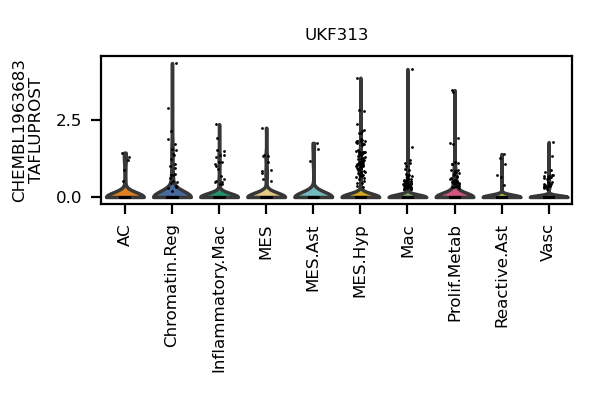 UKF313
CHEMBL1963683
TAFLUPROST
2.5
0.0
AC
Chromatin.Reg
Inflammatory.Mac
MES
MES.Ast
MES.Hyp
Mac
Prolif.Metab
Reactive.Ast
Vasc